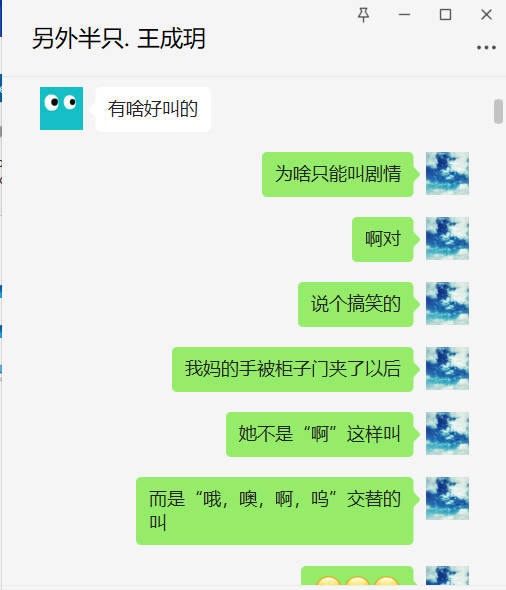 另外半只. 王成玥
有啥好叫的
为啥只能叫剧情
啊对
说个搞笑的
我妈的手被柜子门夹了以后
她不是“啊”这样叫
而是“哦，噢，啊，呜”交替的
叫